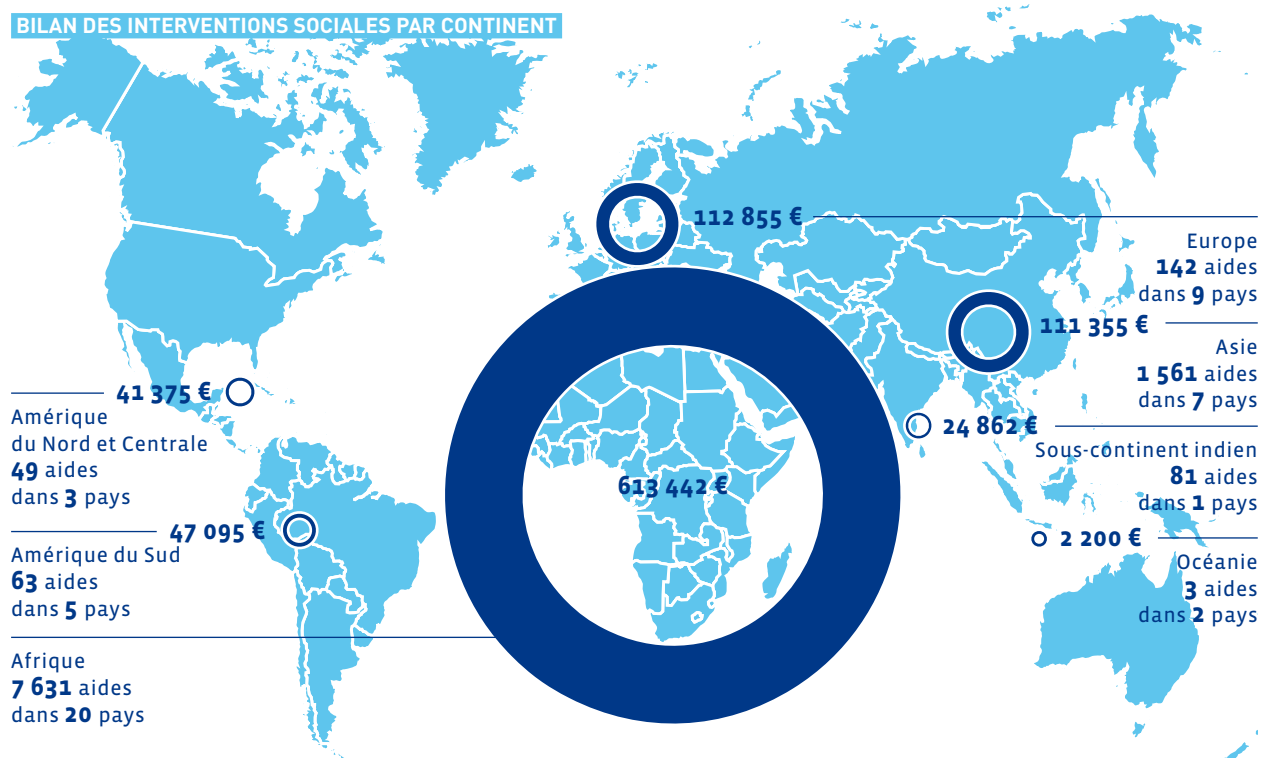 BILAN DES INTERVENTIONS SOCIALES PAR CONTINENT
112 855 €
Europe
142 aides
dans 9 pays
111 355 €
Asie
1 561 aides
dans 7 pays
24 862 €
Sous-continent indien
81 aides
dans 1 pays
2 200 €
Océanie
3 aides
dans 2 pays
41 375 €
Amérique
du Nord et Centrale
49 aides
dans 3 pays
47 095 €
Amérique du Sud
63 aides
dans 5 pays
613 442 €
Afrique
7 631 aides
dans 20 pays